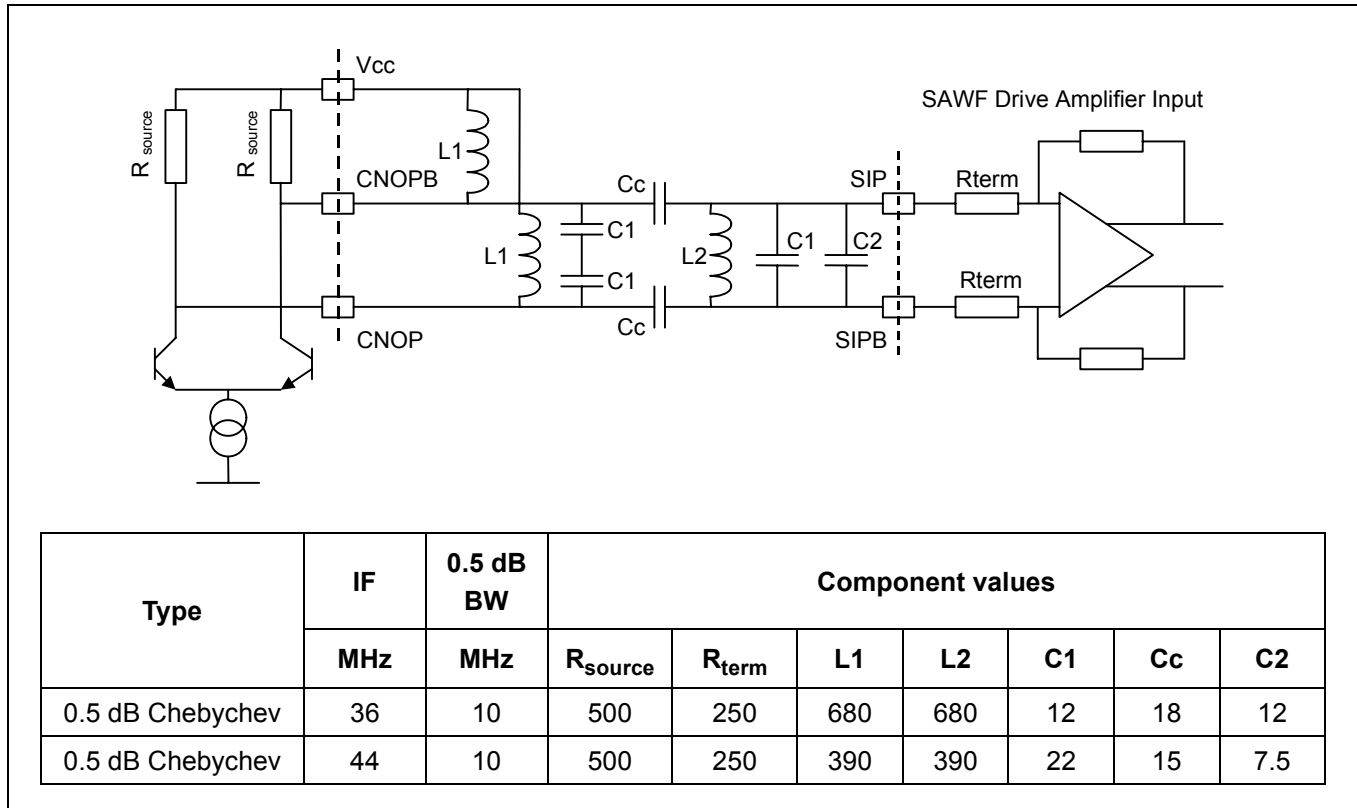 Vcc
SAWF Drive Amplifier Input
R source
R source
L1
CNOPB
Cc
SIP
Rterm
L1
C1
C1
L2
C1
C2
Rterm
CNOP
Cc
SIPB
Type IF 0.5 dB BW Component values
MHz MHz Rsource Rterm L1 L2 C1 Cc C2
0.5 dB Chebychev 36 10 500 250 680 680 12 18 12
0.5 dB Chebychev 44 10 500 250 390 390 22 15 7.5